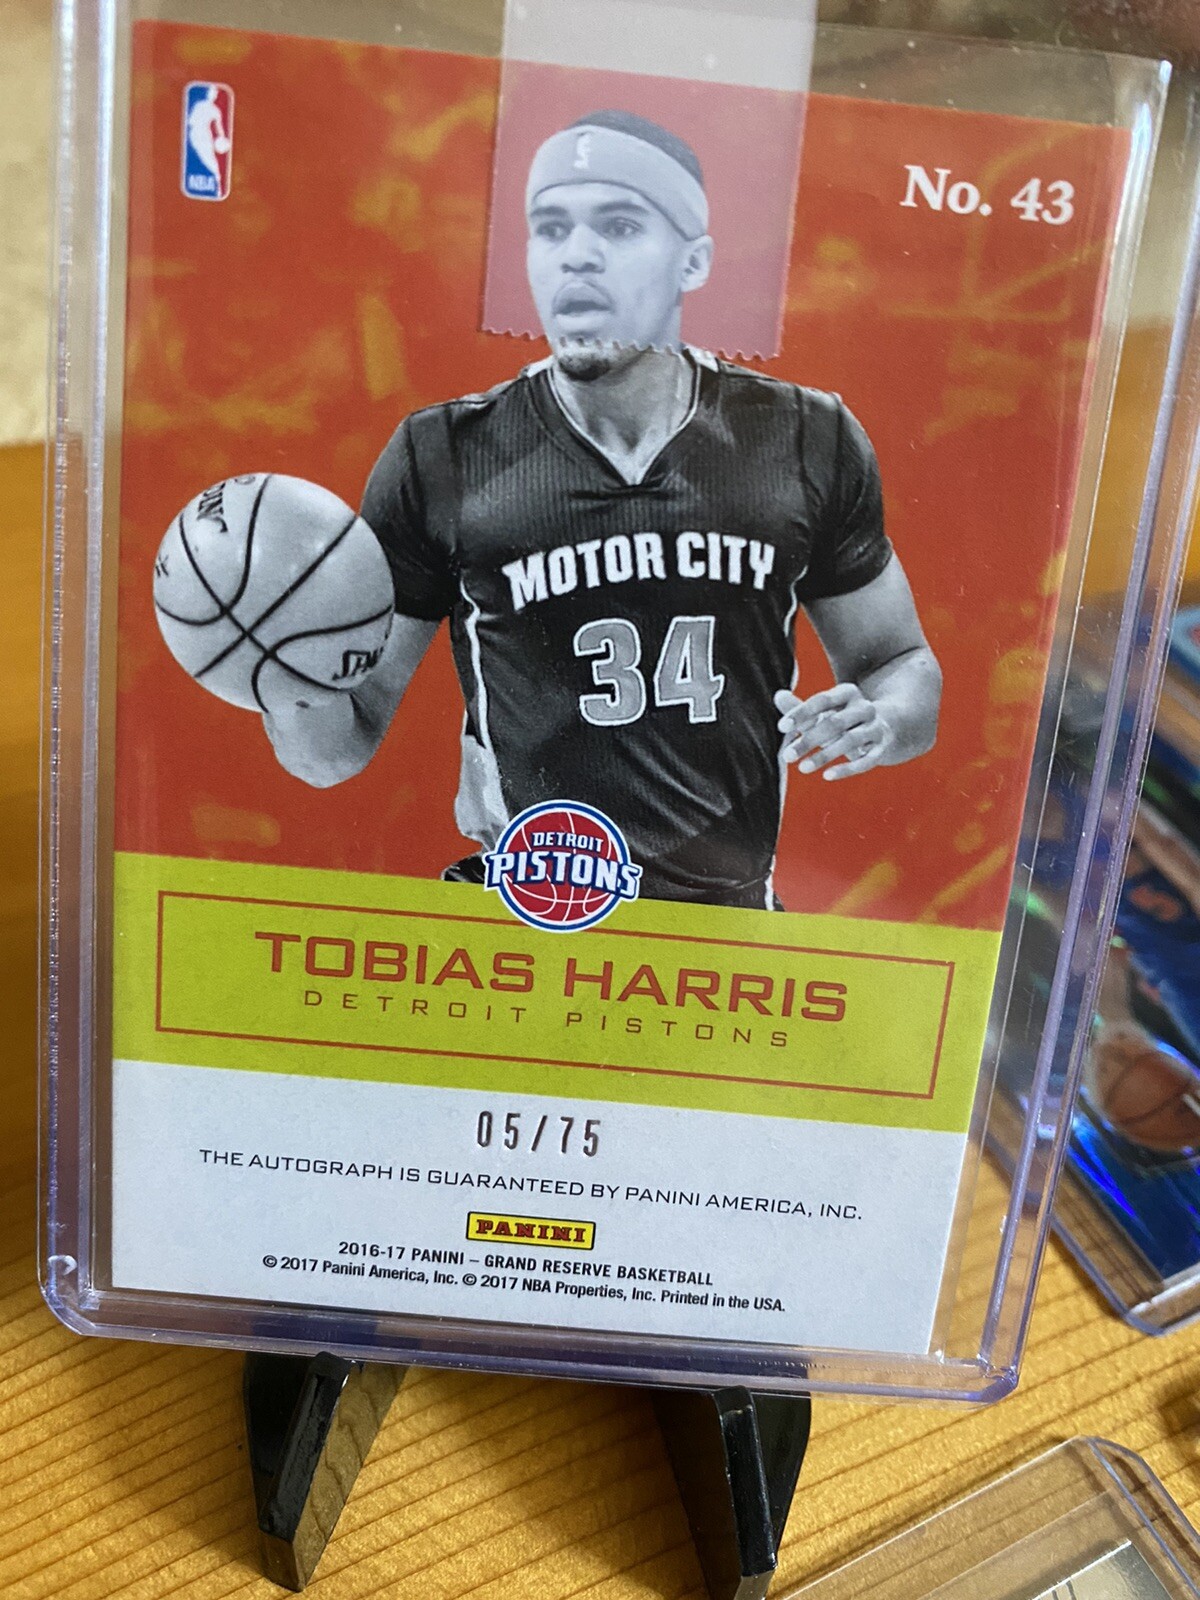 NBA
No. 43
MOTOR CITY
34
DETROIT
PISTONS
TOBIAS HARRIS
DETROIT PISTONS
05/75
THE AUTOGRAPH IS GUARANTEED BY PANINI AMERICA, INC.
PANINI
2016-17 PANINI – GRAND RESERVE BASKETBALL
© 2017 Panini America, Inc. © 2017 NBA Properties, Inc. Printed in the USA.